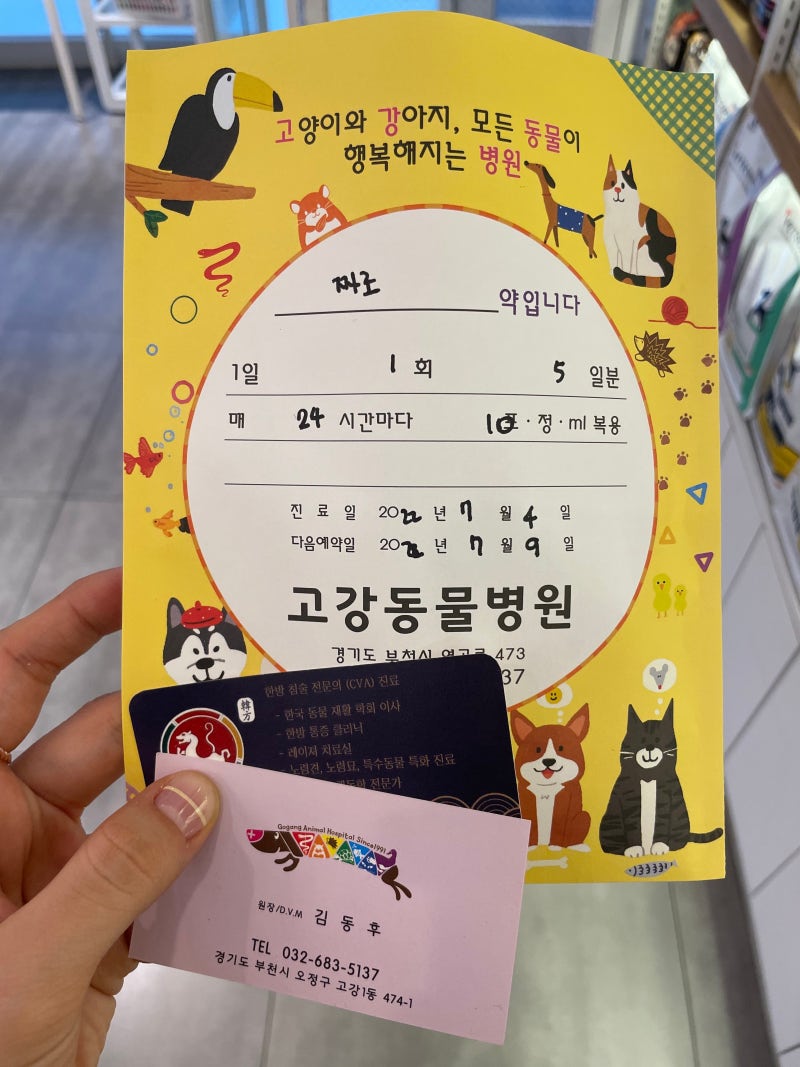 고양이와 강아지, 모든 동물이
행복해지는 병원
짜로 약입니다
1일 1 회 5 일분
매 24 시간마다 1 포 · 정 · ml 복용
진 료 일 2022 년 7 월 4 일
다음예약일 2022 년 7 월 9 일
고강동물병원
경기도 부천시 473
37
한방 침술 전문의 (CVA) 진료
韓方
- 한국 동물 재활 학회 이사
- 한방 통증 클리닉
- 레이저 치료실
노령견, 노령묘, 특수동물 특화 진료
전문가
Gogang Animal Hospital Since1991
원장/D.V.M 김 동 후
TEL 032-683-5137
경기도 부천시 오정구 고강1동 474-1